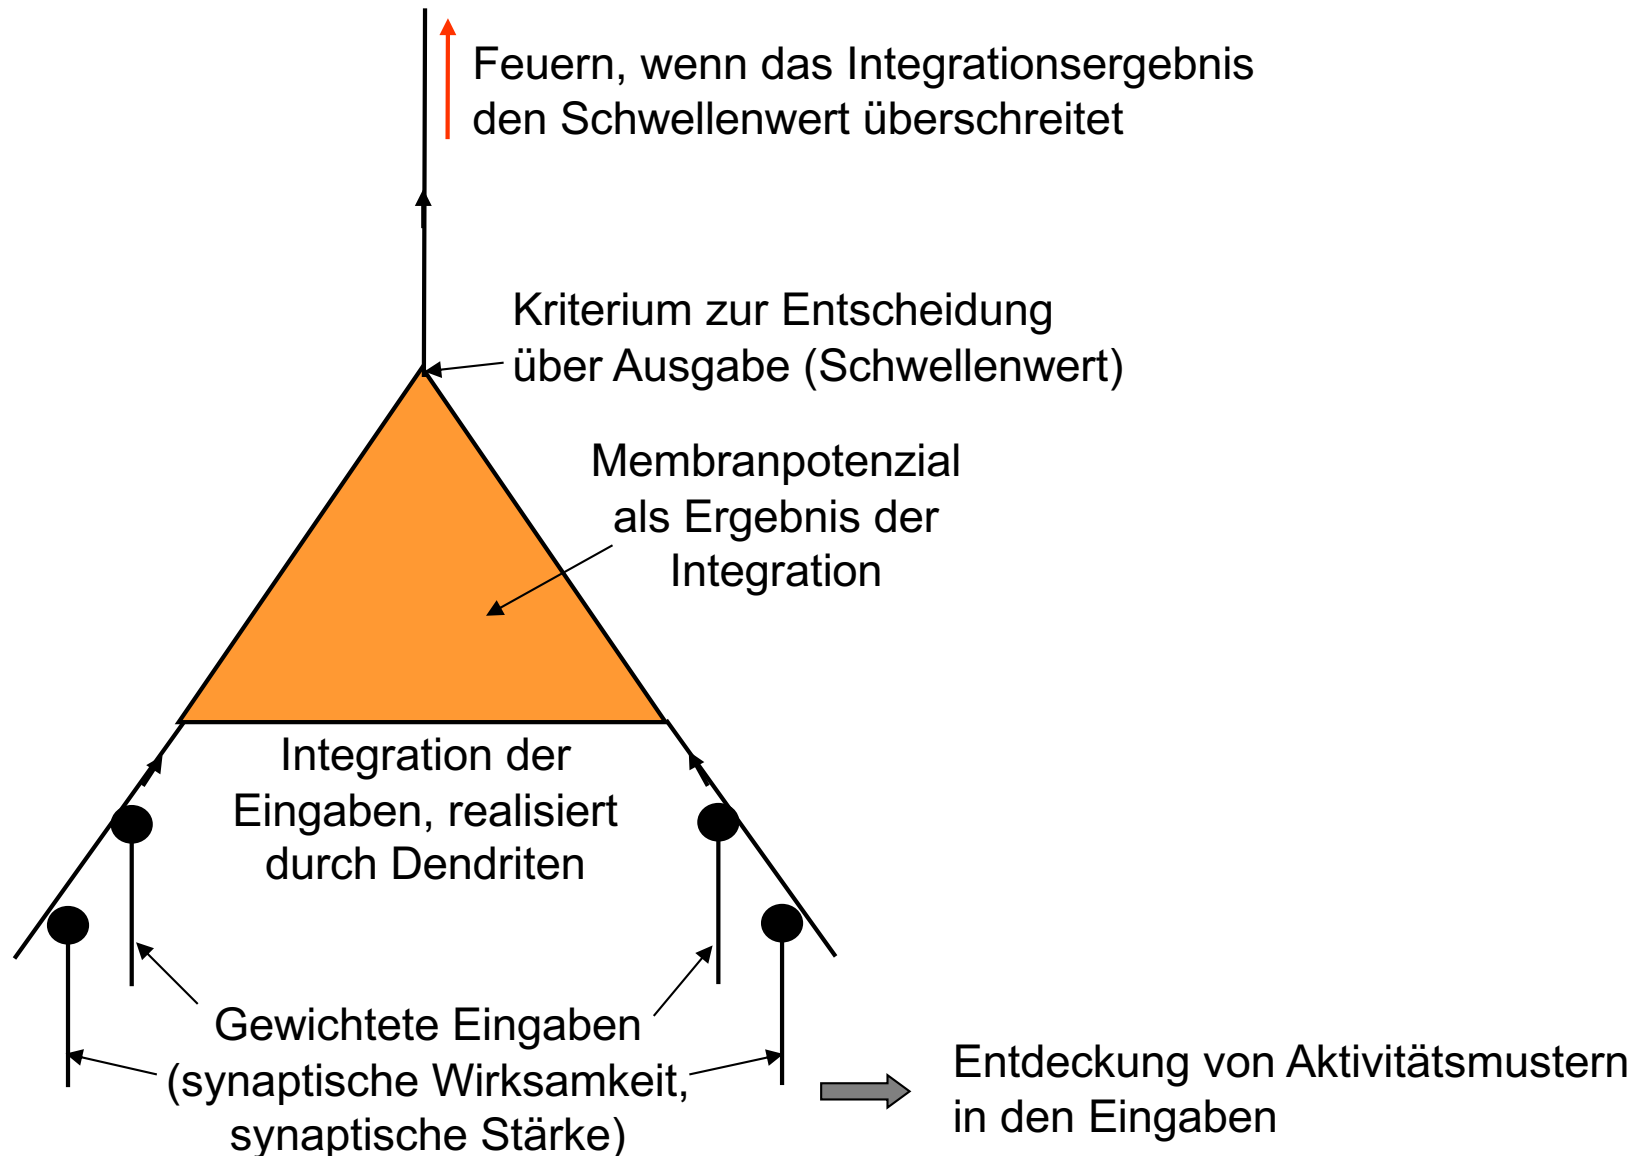 Feuern, wenn das Integrationsergebnis
den Schwellenwert überschreitet
Kriterium zur Entscheidung
über Ausgabe (Schwellenwert)
Membranpotenzial
als Ergebnis der
Integration
Integration der
Eingaben, realisiert
durch Dendriten
Gewichtete Eingaben
(synaptische Wirksamkeit,
synaptische Stärke)
Entdeckung von Aktivitätsmustern
in den Eingaben